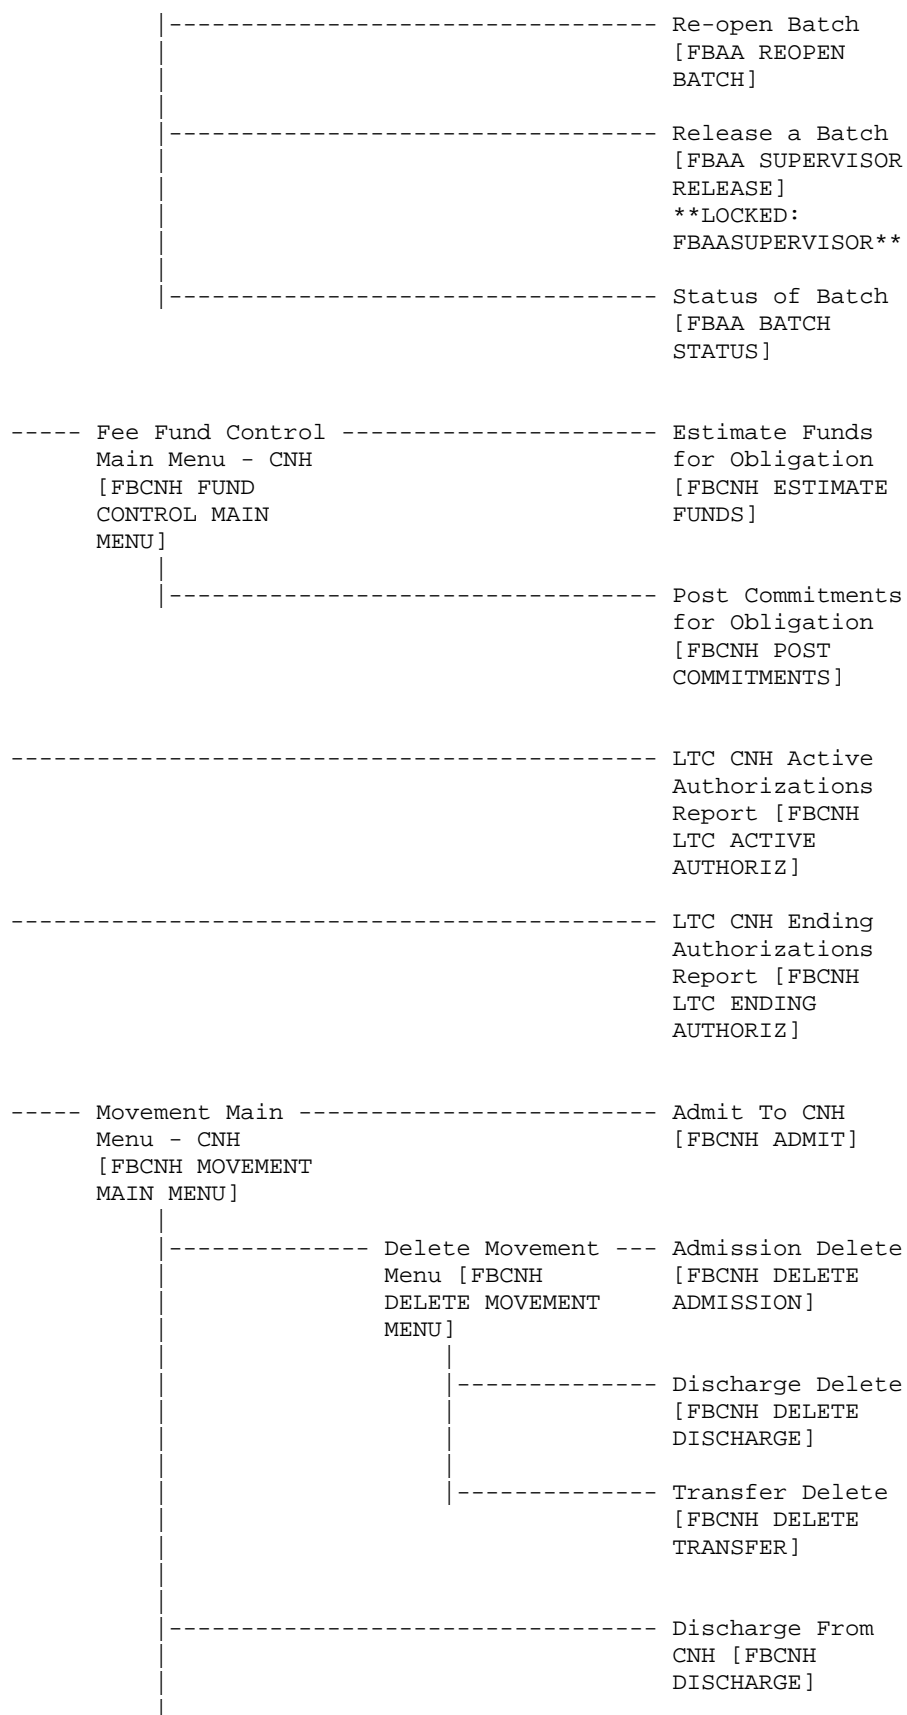 |---------------------------------- Re-open Batch
| [FBAA REOPEN
| BATCH]
|
|---------------------------------- Release a Batch
| [FBAA SUPERVISOR
| RELEASE]
| **LOCKED:
| FBAASUPERVISOR**
|
|---------------------------------- Status of Batch
[FBAA BATCH
STATUS]
----- Fee Fund Control ---------------------- Estimate Funds
Main Menu - CNH for Obligation
[FBCNH FUND [FBCNH ESTIMATE
CONTROL MAIN FUNDS]
MENU]
|
|---------------------------------- Post Commitments
for Obligation
[FBCNH POST
COMMITMENTS]
--------------------------------------------- LTC CNH Active
Authorizations
Report [FBCNH
LTC ACTIVE
AUTHORIZ]
--------------------------------------------- LTC CNH Ending
Authorizations
Report [FBCNH
LTC ENDING
AUTHORIZ]
----- Movement Main ------------------------- Admit To CNH
Menu - CNH [FBCNH ADMIT]
[FBCNH MOVEMENT
MAIN MENU]
|
|-------------- Delete Movement --- Admission Delete
| Menu [FBCNH [FBCNH DELETE
| DELETE MOVEMENT ADMISSION]
| MENU]
| |
| |-------------- Discharge Delete
| | [FBCNH DELETE
| | DISCHARGE]
| |
| |-------------- Transfer Delete
| [FBCNH DELETE
| TRANSFER]
|
|
|---------------------------------- Discharge From
| CNH [FBCNH
| DISCHARGE]
|